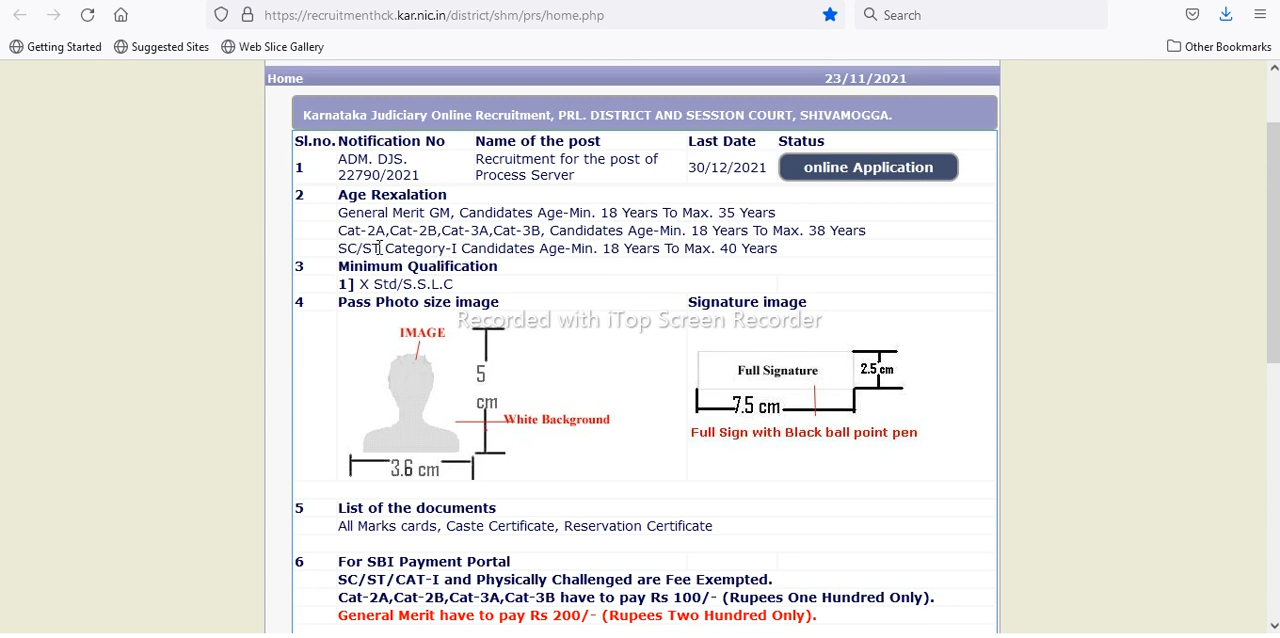 https://recruitmenthck.kar.nic.in/district/shm/prs/home.php
Search
Getting Started
Suggested Sites
Web Slice Gallery
Other Bookmarks
Home 23/11/2021
Karnataka Judiciary Online Recruitment, PRL. DISTRICT AND SESSION COURT, SHIVAMOGGA.
Sl.no. Notification No Name of the post Last Date Status
1 ADM. DJS. 22790/2021 Recruitment for the post of Process Server 30/12/2021 online Application
2 Age Rexalation
General Merit GM, Candidates Age-Min. 18 Years To Max. 35 Years
Cat-2A,Cat-2B,Cat-3A,Cat-3B, Candidates Age-Min. 18 Years To Max. 38 Years
SC/ST Category-I Candidates Age-Min. 18 Years To Max. 40 Years
3 Minimum Qualification
1] X Std/S.S.L.C
4 Pass Photo size image Signature image
Recorded with iTop Screen Recorder
IMAGE
5
cm
White Background
3.6 cm
Full Signature
2.5 cm
7.5 cm
Full Sign with Black ball point pen
5 List of the documents
All Marks cards, Caste Certificate, Reservation Certificate
6 For SBI Payment Portal
SC/ST/CAT-I and Physically Challenged are Fee Exempted.
Cat-2A,Cat-2B,Cat-3A,Cat-3B have to pay Rs 100/- (Rupees One Hundred Only).
General Merit have to pay Rs 200/- (Rupees Two Hundred Only).